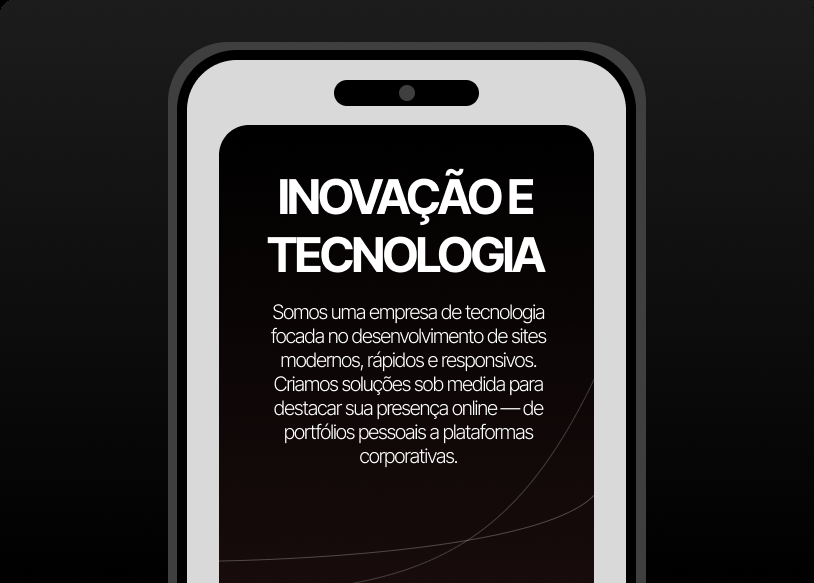 INOVAÇÃO E
TECNOLOGIA
Somos uma empresa de tecnologia
focada no desenvolvimento de sites
modernos, rápidos e responsivos.
Criamos soluções sob medida para
destacar sua presença online — de
portfólios pessoais a plataformas
corporativas.